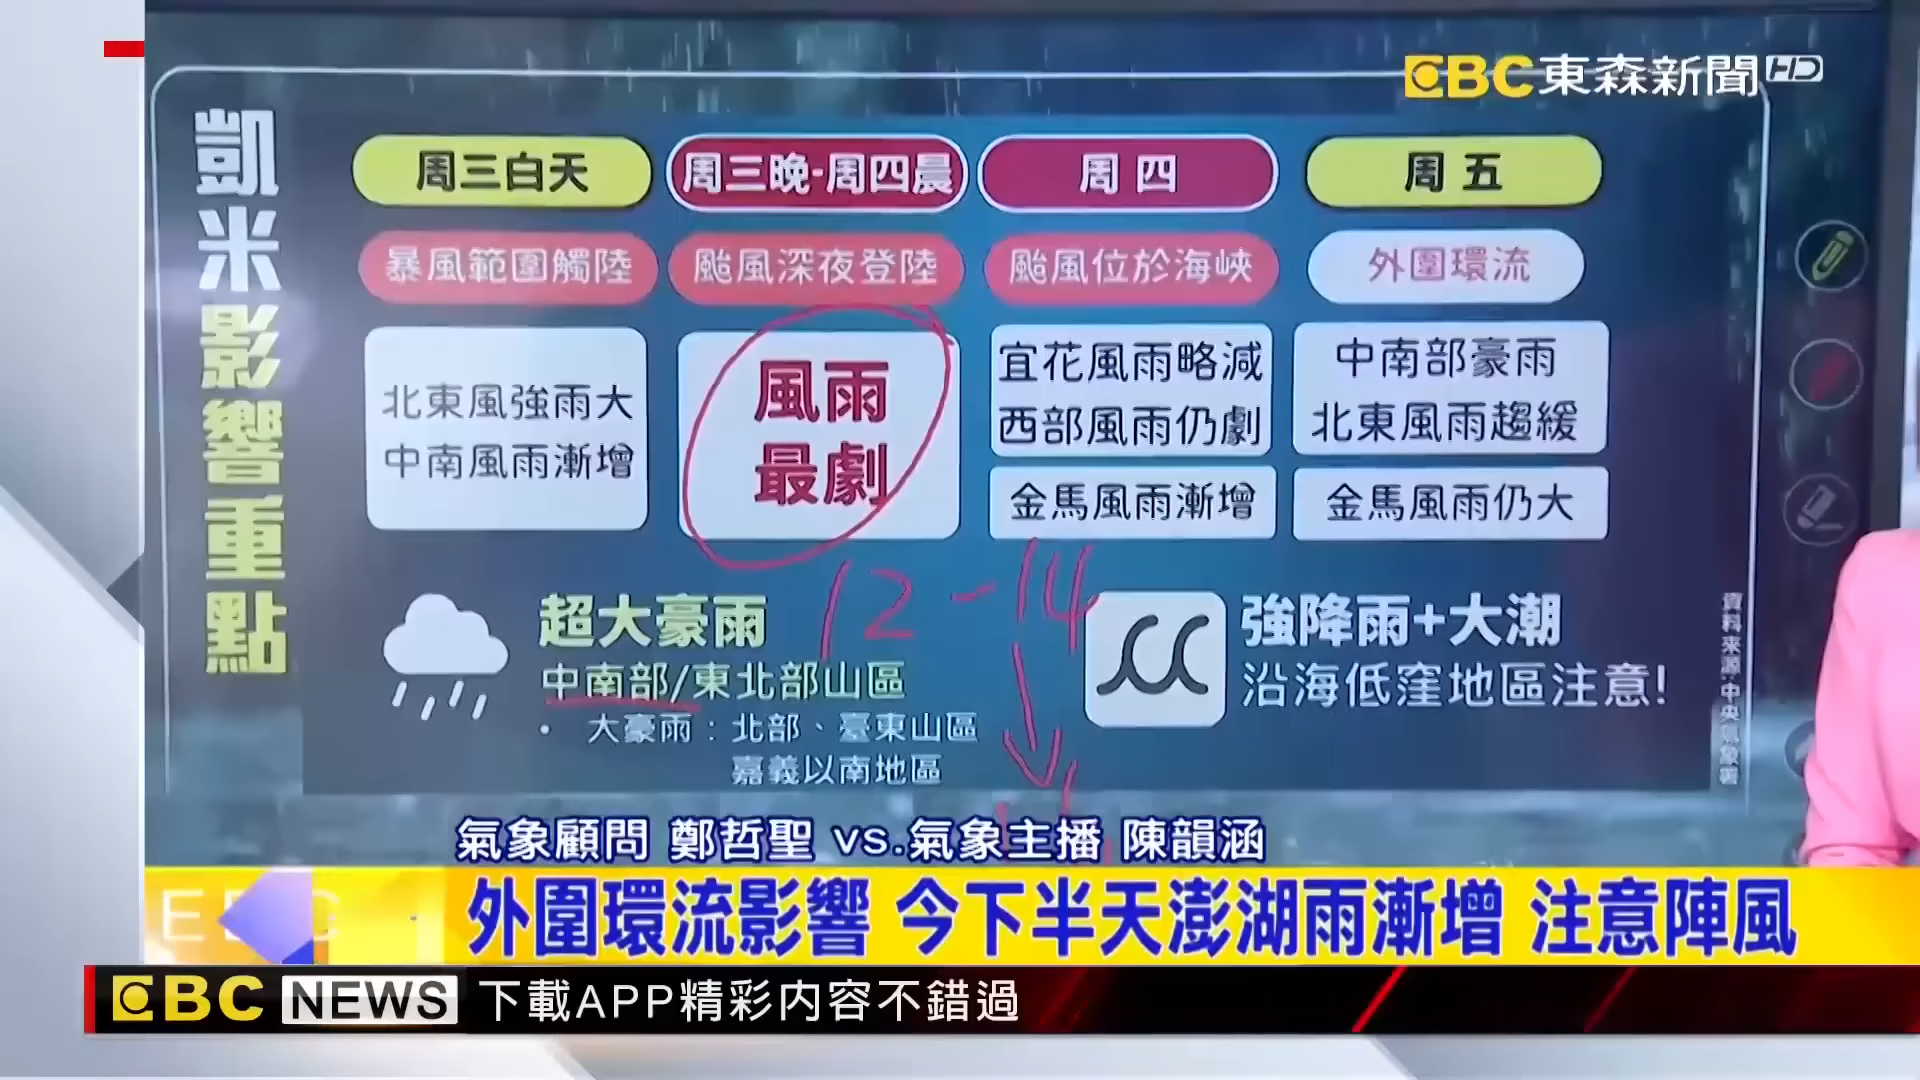 EBC東森新聞HD
凱米影響重點
周三白天
周三晚-周四晨
周四
周五
暴風範圍觸陸
颱風深夜登陸
颱風位於海峽
外圍環流
北東風強雨大
中南風雨漸增
風雨
最劇
宜花風雨略減
西部風雨仍劇
金馬風雨漸增
中南部豪雨
北東風雨趨緩
金馬風雨仍大
12-14
超大豪雨
中南部/東北部山區
• 大豪雨：北部、臺東山區
嘉義以南地區
強降雨+大潮
沿海低窪地區注意!
資料來源:中央氣象署
氣象顧問 鄭哲聖 vs.氣象主播 陳韻涵
外圍環流影響 今下半天澎湖雨漸增 注意陣風
EBC NEWS 下載APP精彩內容不錯過